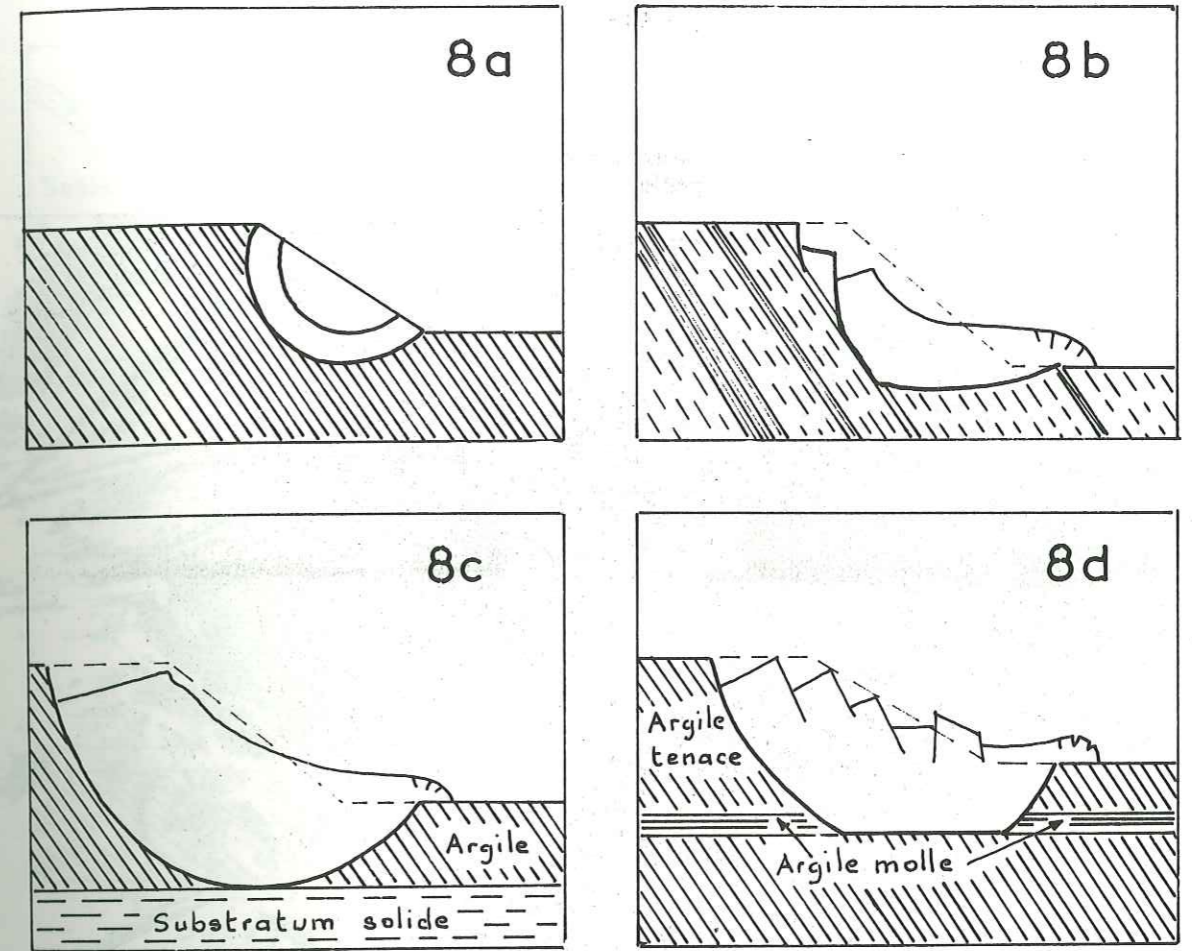 8a
8b
8c
Argile
Substratum solide
8d
Argile
tenace
Argile molle